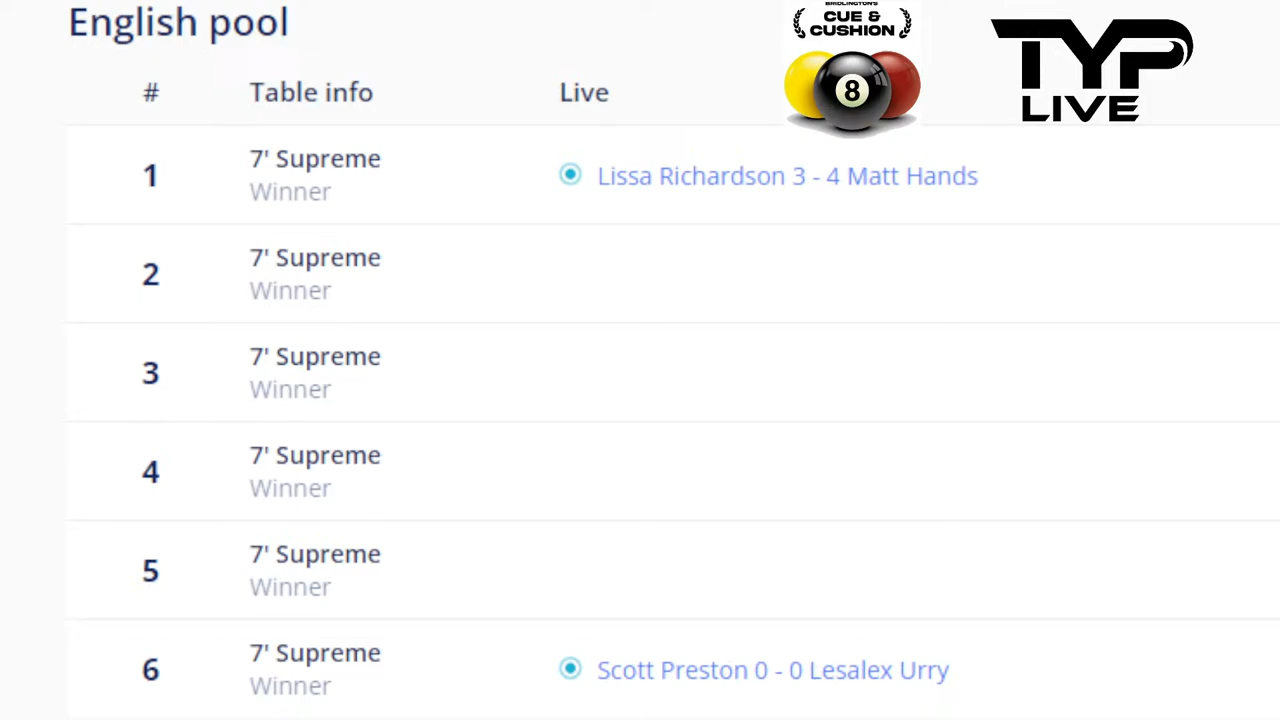 English pool
BRIDLINGTON'S
CUE &
CUSHION
8
TYP
LIVE
# Table info Live
1 7' Supreme
Winner
Lissa Richardson 3 - 4 Matt Hands
2 7' Supreme
Winner
3 7' Supreme
Winner
4 7' Supreme
Winner
5 7' Supreme
Winner
6 7' Supreme
Winner
Scott Preston 0 - 0 Lesalex Urry